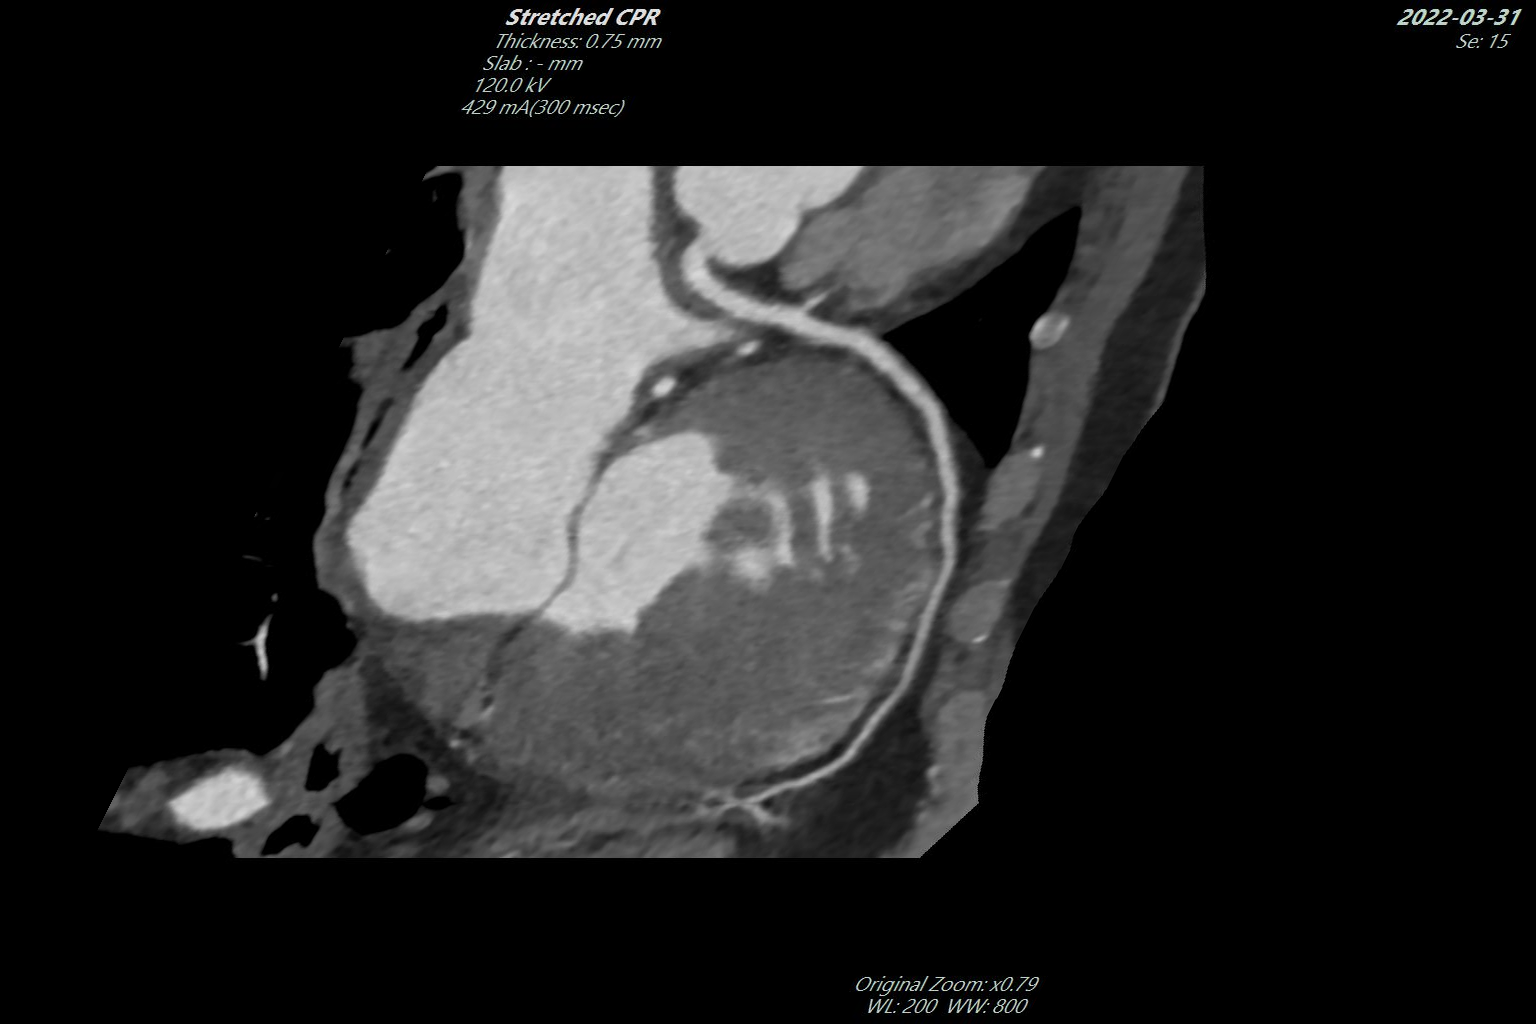 Stretched CPR
Thickness: 0.75 mm
Slab : - mm
120.0 kV
429 mA(300 msec)
2022-03-31
Se: 15
Original Zoom: x0.79
WL: 200 WW: 800